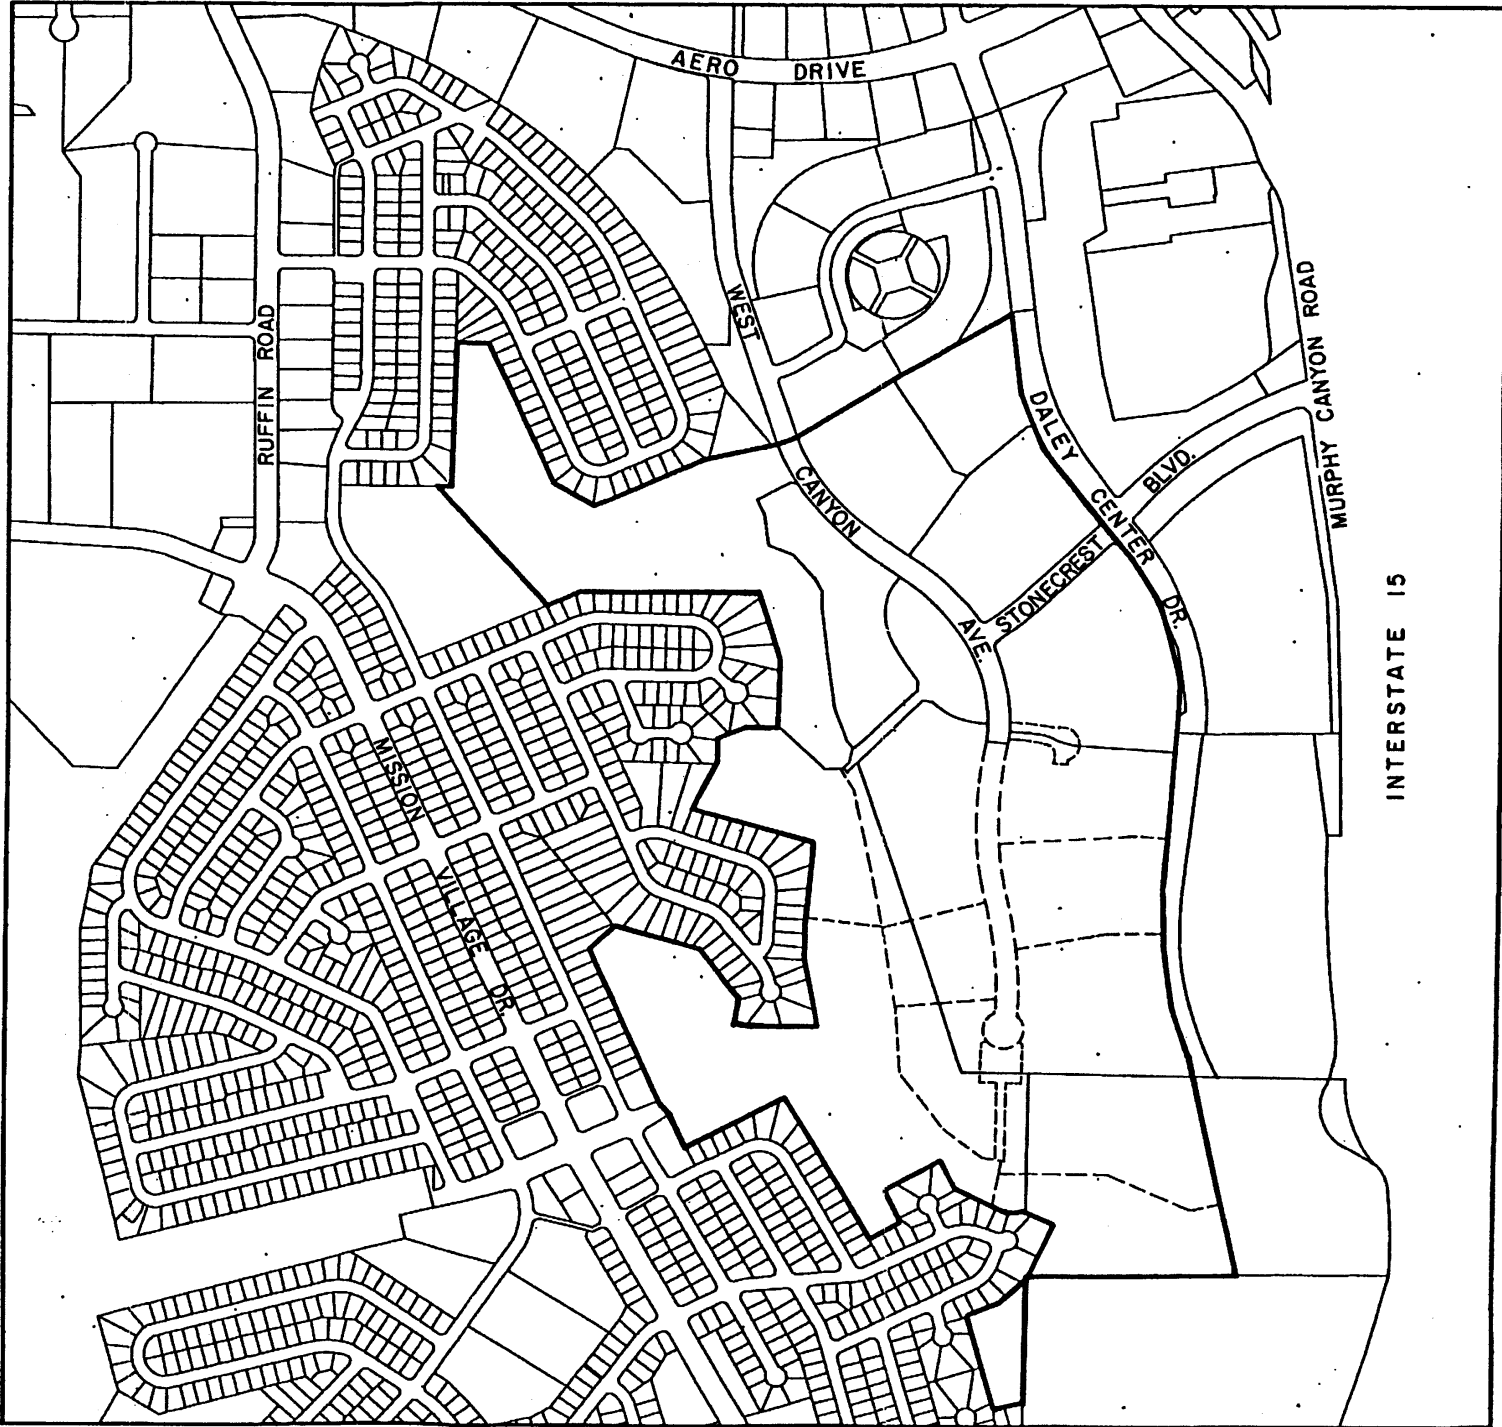 AERO DRIVE
WEST CANYON AVE.
RUFFIN ROAD
DALEY CENTER DR.
STONECREST BLVD.
MURPHY CANYON ROAD
INTERSTATE 15
MISSION VILLAGE DR.